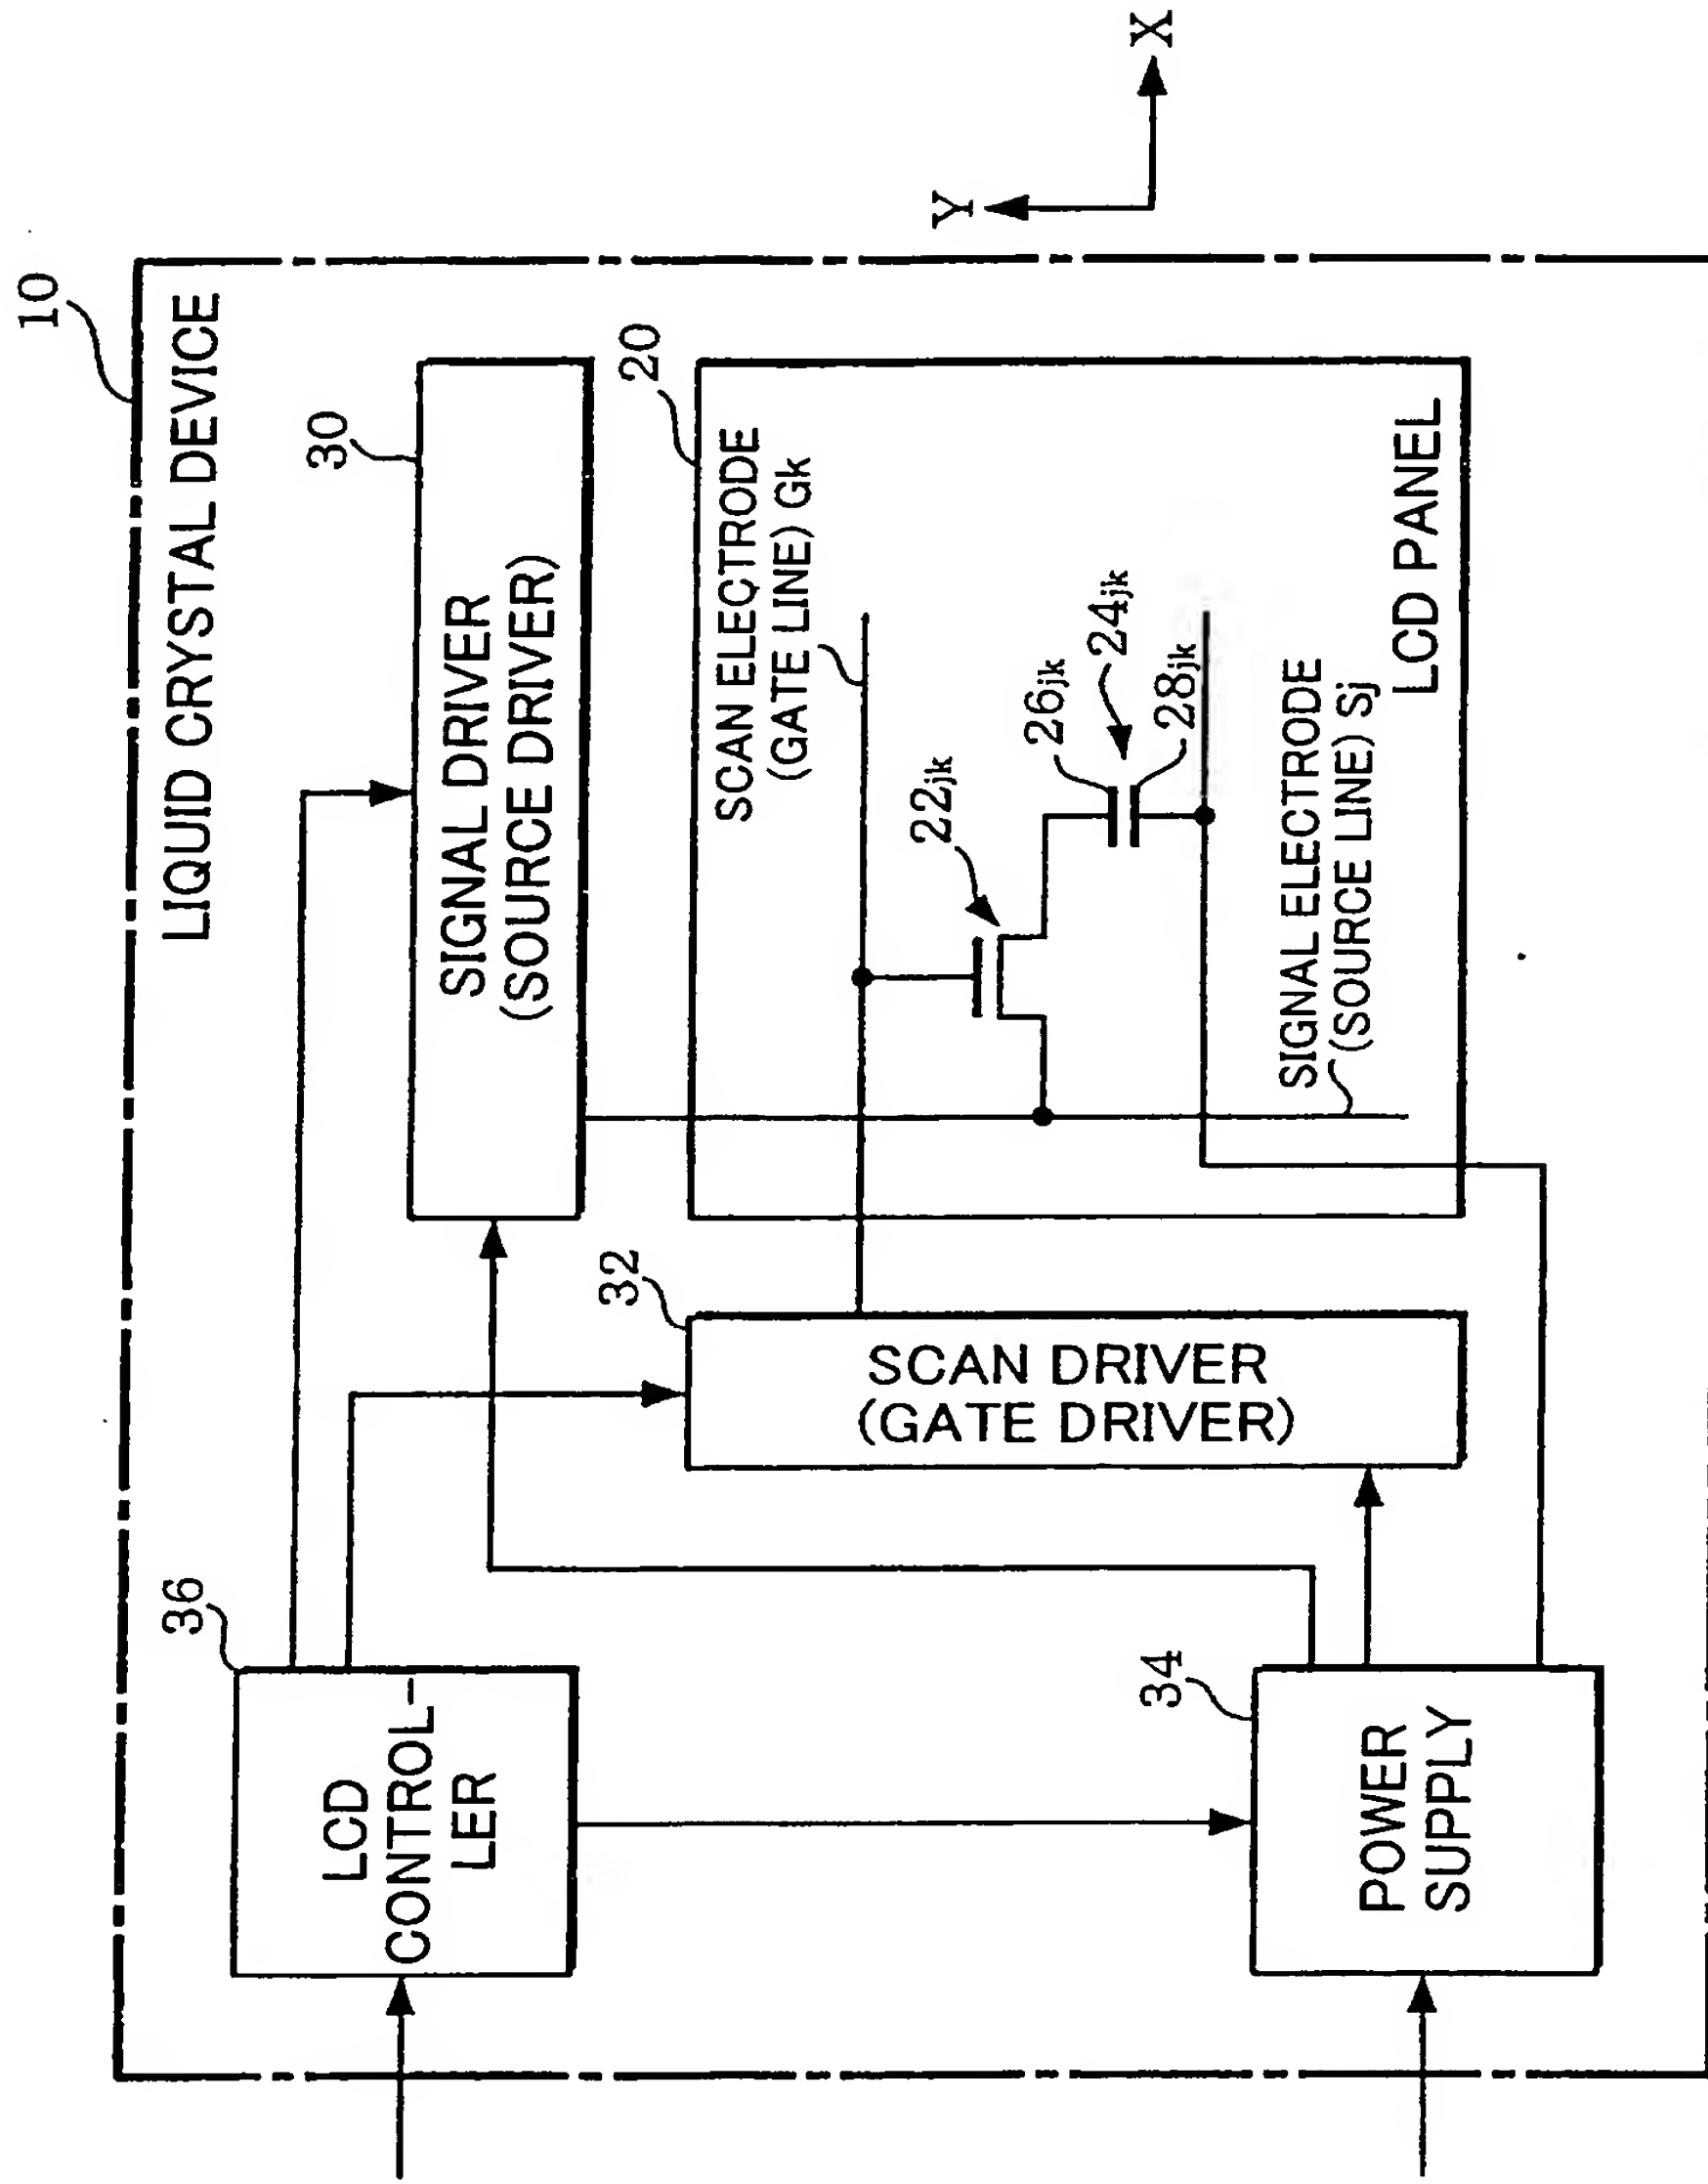 10
LIQUID CRYSTAL DEVICE
36
LCD
CONTROL-
LER
30
SIGNAL DRIVER
(SOURCE DRIVER)
32
SCAN DRIVER
(GATE DRIVER)
20
SCAN ELECTRODE
(GATE LINE) Gk
22jk
26jk
24jk
28jk
SIGNAL ELECTRODE
(SOURCE LINE) Sj
LCD PANEL
34
POWER
SUPPLY
Y
X